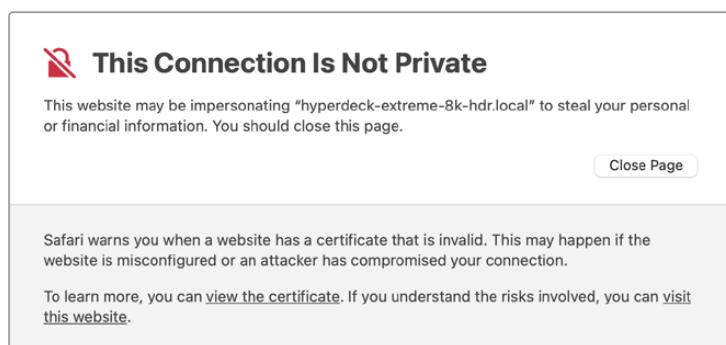 This Connection Is Not Private
This website may be impersonating “hyperdeck-extreme-8k-hdr.local” to steal your personal
or financial information. You should close this page.
Close Page
Safari warns you when a website has a certificate that is invalid. This may happen if the
website is misconfigured or an attacker has compromised your connection.
To learn more, you can view the certificate. If you understand the risks involved, you can visit
this website.